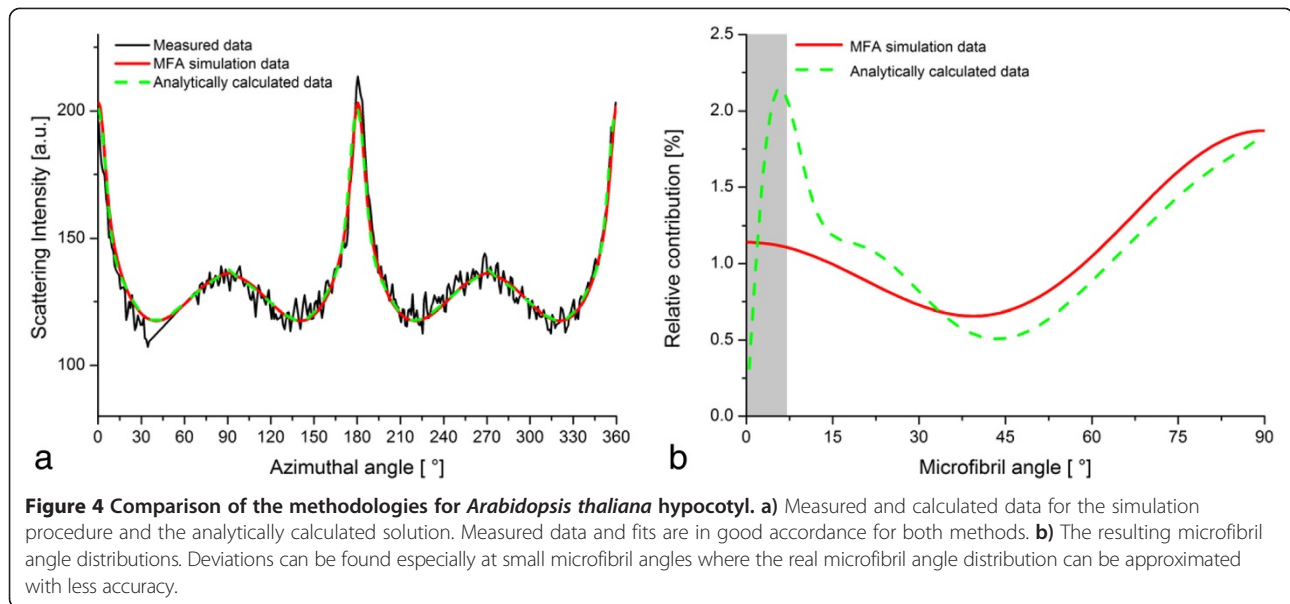 Measured data
MFA simulation data
Analytically calculated data
200
150
100
Scattering Intensity [a.u.]
0 30 60 90 120 150 180 210 240 270 300 330 360
Azimuthal angle [ °]
a
MFA simulation data
Analytically calculated data
2.5
2.0
1.5
1.0
0.5
0.0
Relative contribution [%]
0 15 30 45 60 75 90
Microfibril angle [ °]
b
Figure 4 Comparison of the methodologies for Arabidopsis thaliana hypocotyl. a) Measured and calculated data for the simulation
procedure and the analytically calculated solution. Measured data and fits are in good accordance for both methods. b) The resulting microfibril
angle distributions. Deviations can be found especially at small microfibril angles where the real microfibril angle distribution can be approximated
with less accuracy.